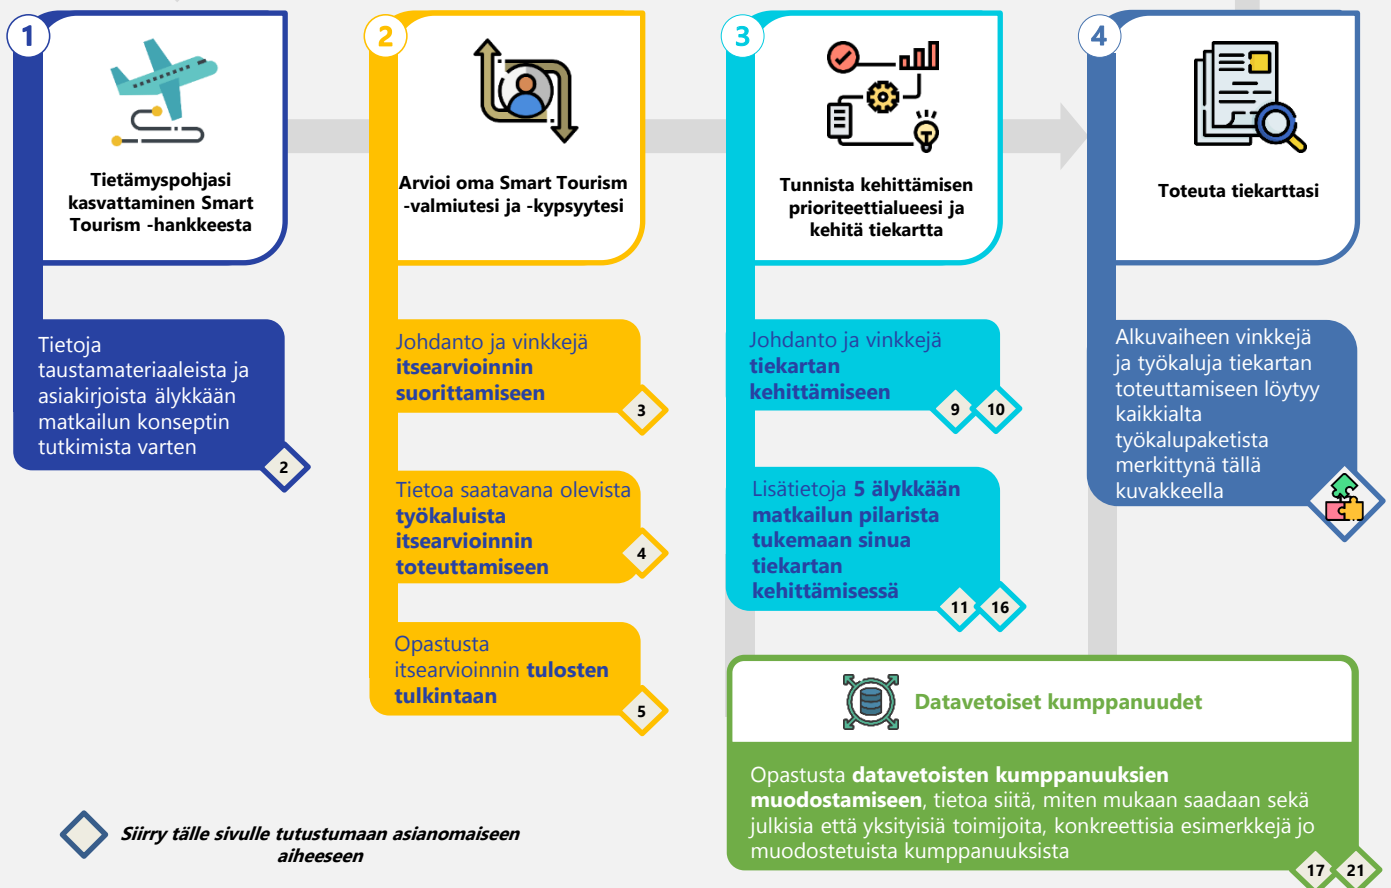 1
Tietämyspohjasi
kasvattaminen Smart
Tourism -hankkeesta
Tietoja
taustamateriaaleista ja
asiakirjoista älykkään
matkailun konseptin
tutkimista varten
2
2
Arvioi oma Smart Tourism
-valmiutesi ja -kypsyytesi
Johdanto ja vinkkejä
itsearvioinnin
suorittamiseen
3
Tietoa saatavana olevista
työkaluista
itsearvioinnin
toteuttamiseen
4
Opastusta
itsearvioinnin tulosten
tulkintaan
5
3
Tunnista kehittämisen
prioriteettialueesi ja
kehitä tiekartta
Johdanto ja vinkkejä
tiekartan
kehittämiseen
9 10
Lisätietoja 5 älykkään
matkailun pilarista
tukemaan sinua
tiekartan
kehittämisessä
11 16
4
Toteuta tiekarttasi
Alkuvaiheen vinkkejä
ja työkaluja tiekartan
toteuttamiseen löytyy
kaikkialta
työkalupaketista
merkittynä tällä
kuvakkeella
Datavetoiset kumppanuudet
Opastusta datavetoisten kumppanuuksien
muodostamiseen, tietoa siitä, miten mukaan saadaan sekä
julkisia että yksityisiä toimijoita, konkreettisia esimerkkejä jo
muodostetuista kumppanuuksista
17 21
Siirry tälle sivulle tutustumaan asianomaiseen
aiheeseen